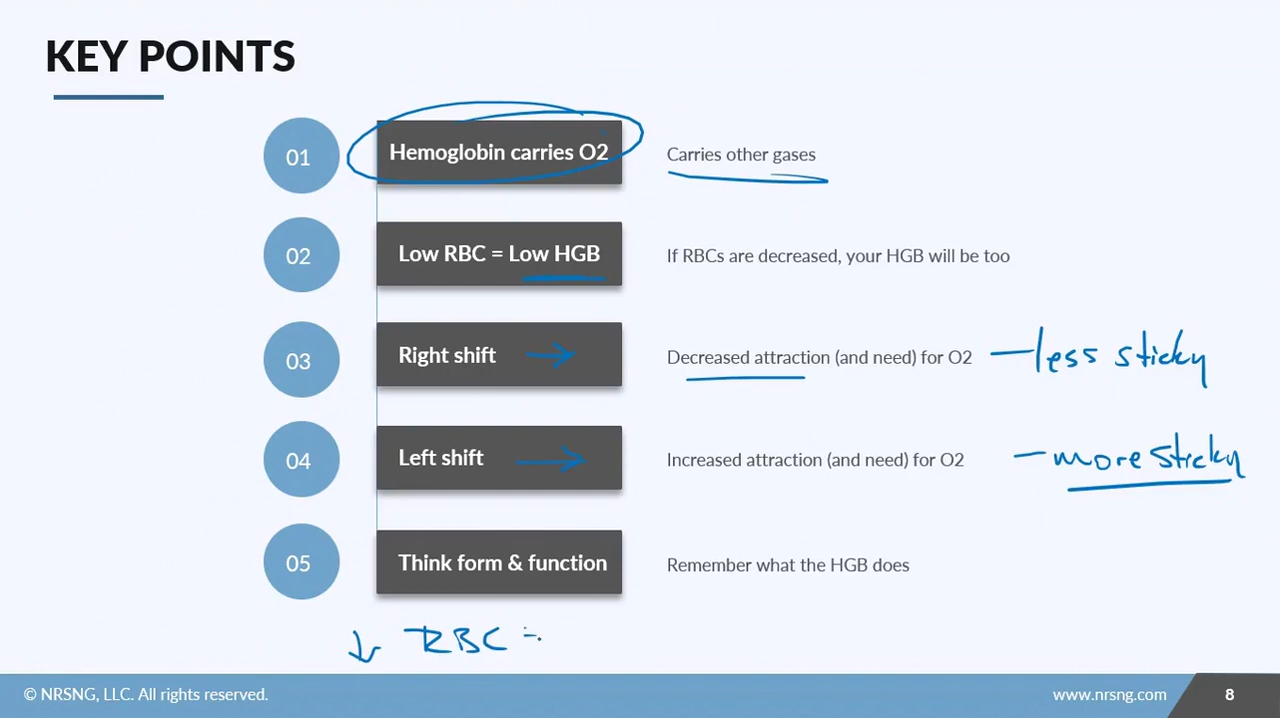 KEY POINTS
01 Hemoglobin carries O2 Carries other gases
02 Low RBC = Low HGB If RBCs are decreased, your HGB will be too
03 Right shift → Decreased attraction (and need) for O2 — less sticky
04 Left shift → Increased attraction (and need) for O2 — more sticky
05 Think form & function Remember what the HGB does
↓ RBC =
© NRSNG, LLC. All rights reserved. www.nrsng.com 8